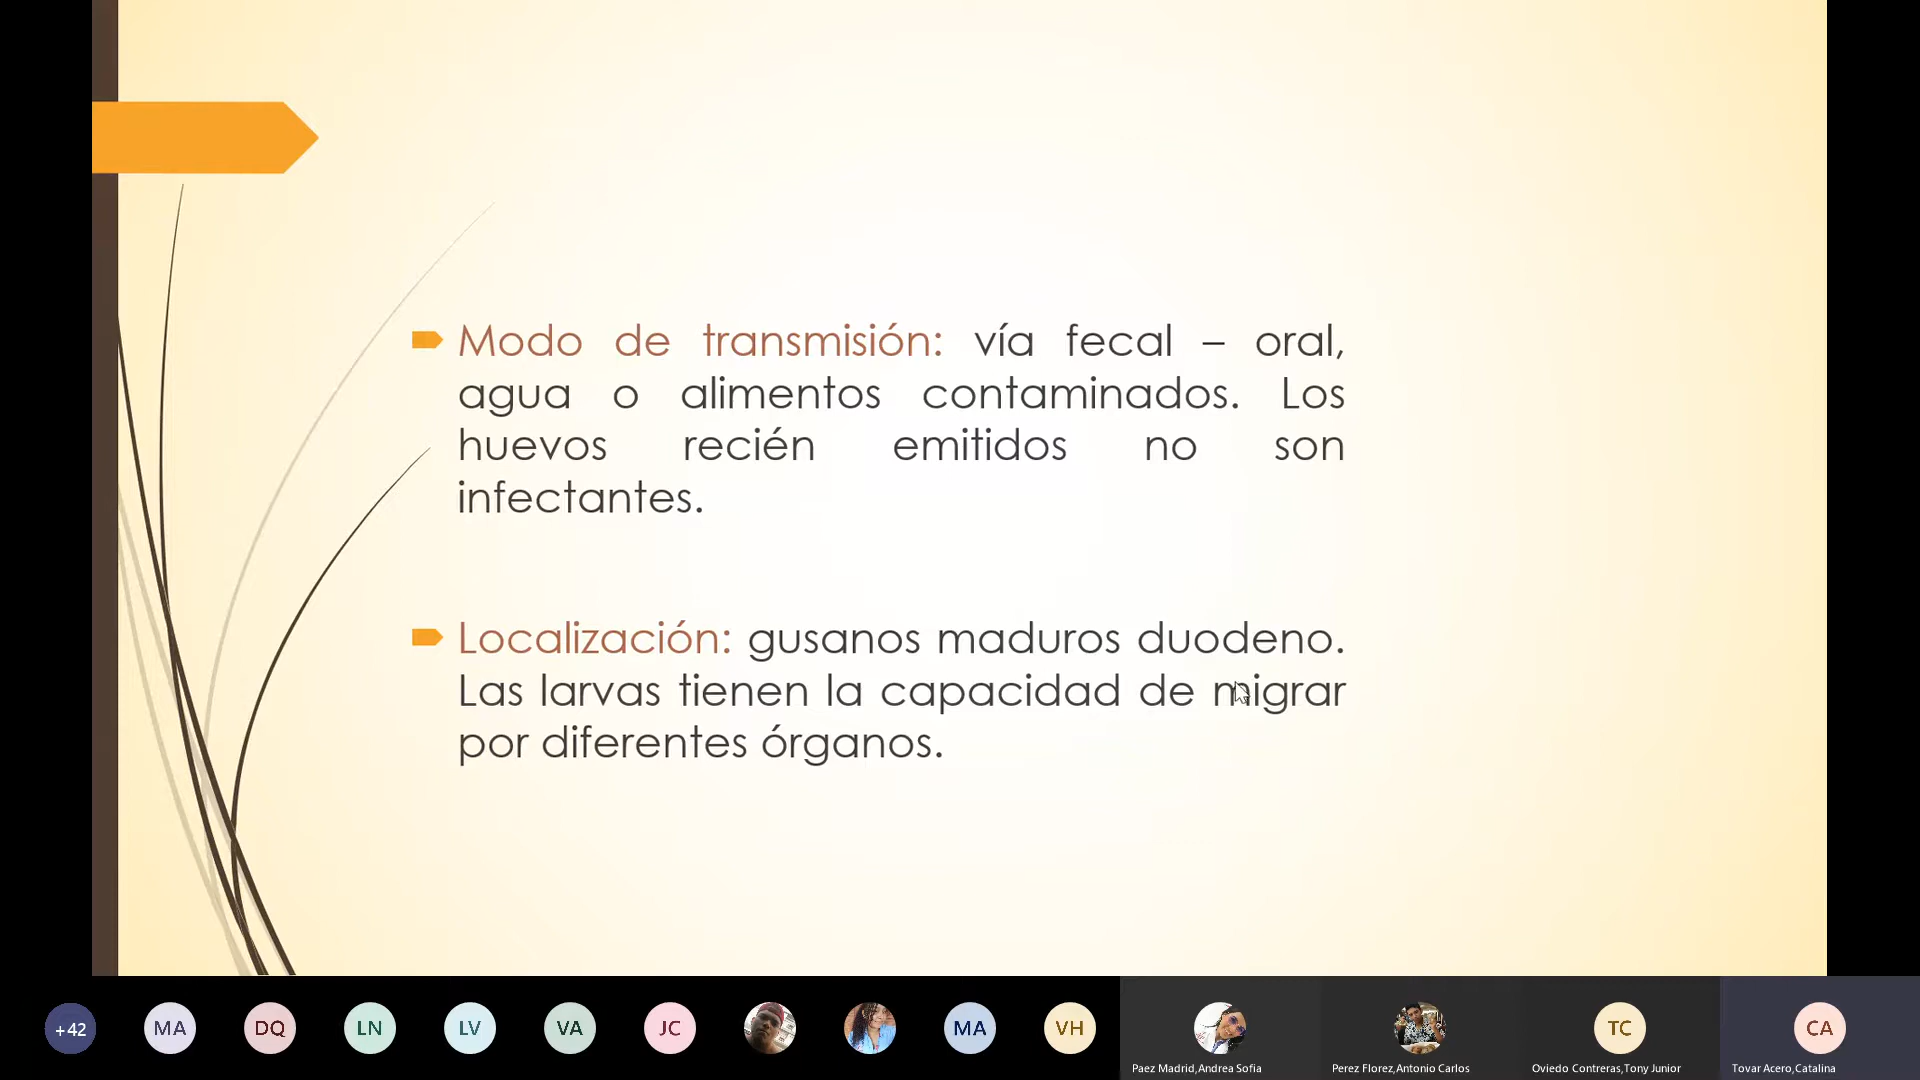 Modo de transmisión: vía fecal – oral,
agua o alimentos contaminados. Los
huevos recién emitidos no son
infectantes.
Localización: gusanos maduros duodeno.
Las larvas tienen la capacidad de migrar
por diferentes órganos.
+42
MA
DQ
LN
LV
VA
JC
MA
VH
TC
CA
Paez Madrid,Andrea Sofia
Perez Florez,Antonio Carlos
Oviedo Contreras,Tony Junior
Tovar Acero,Catalina